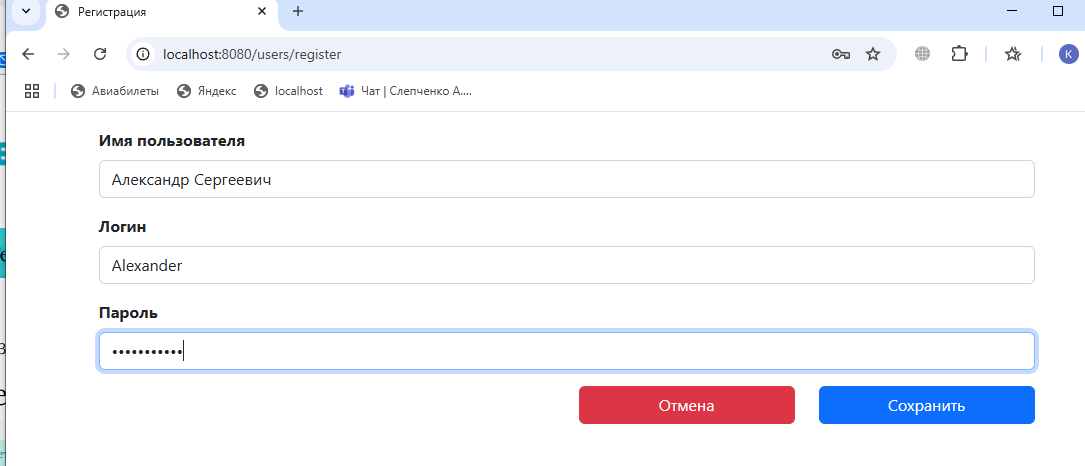 Регистрация
localhost:8080/users/register
K
Авиабилеты Яндекс localhost Чат | Слепченко А....
Имя пользователя
Александр Сергеевич
Логин
Alexander
Пароль
•••••••••••
Отмена Сохранить